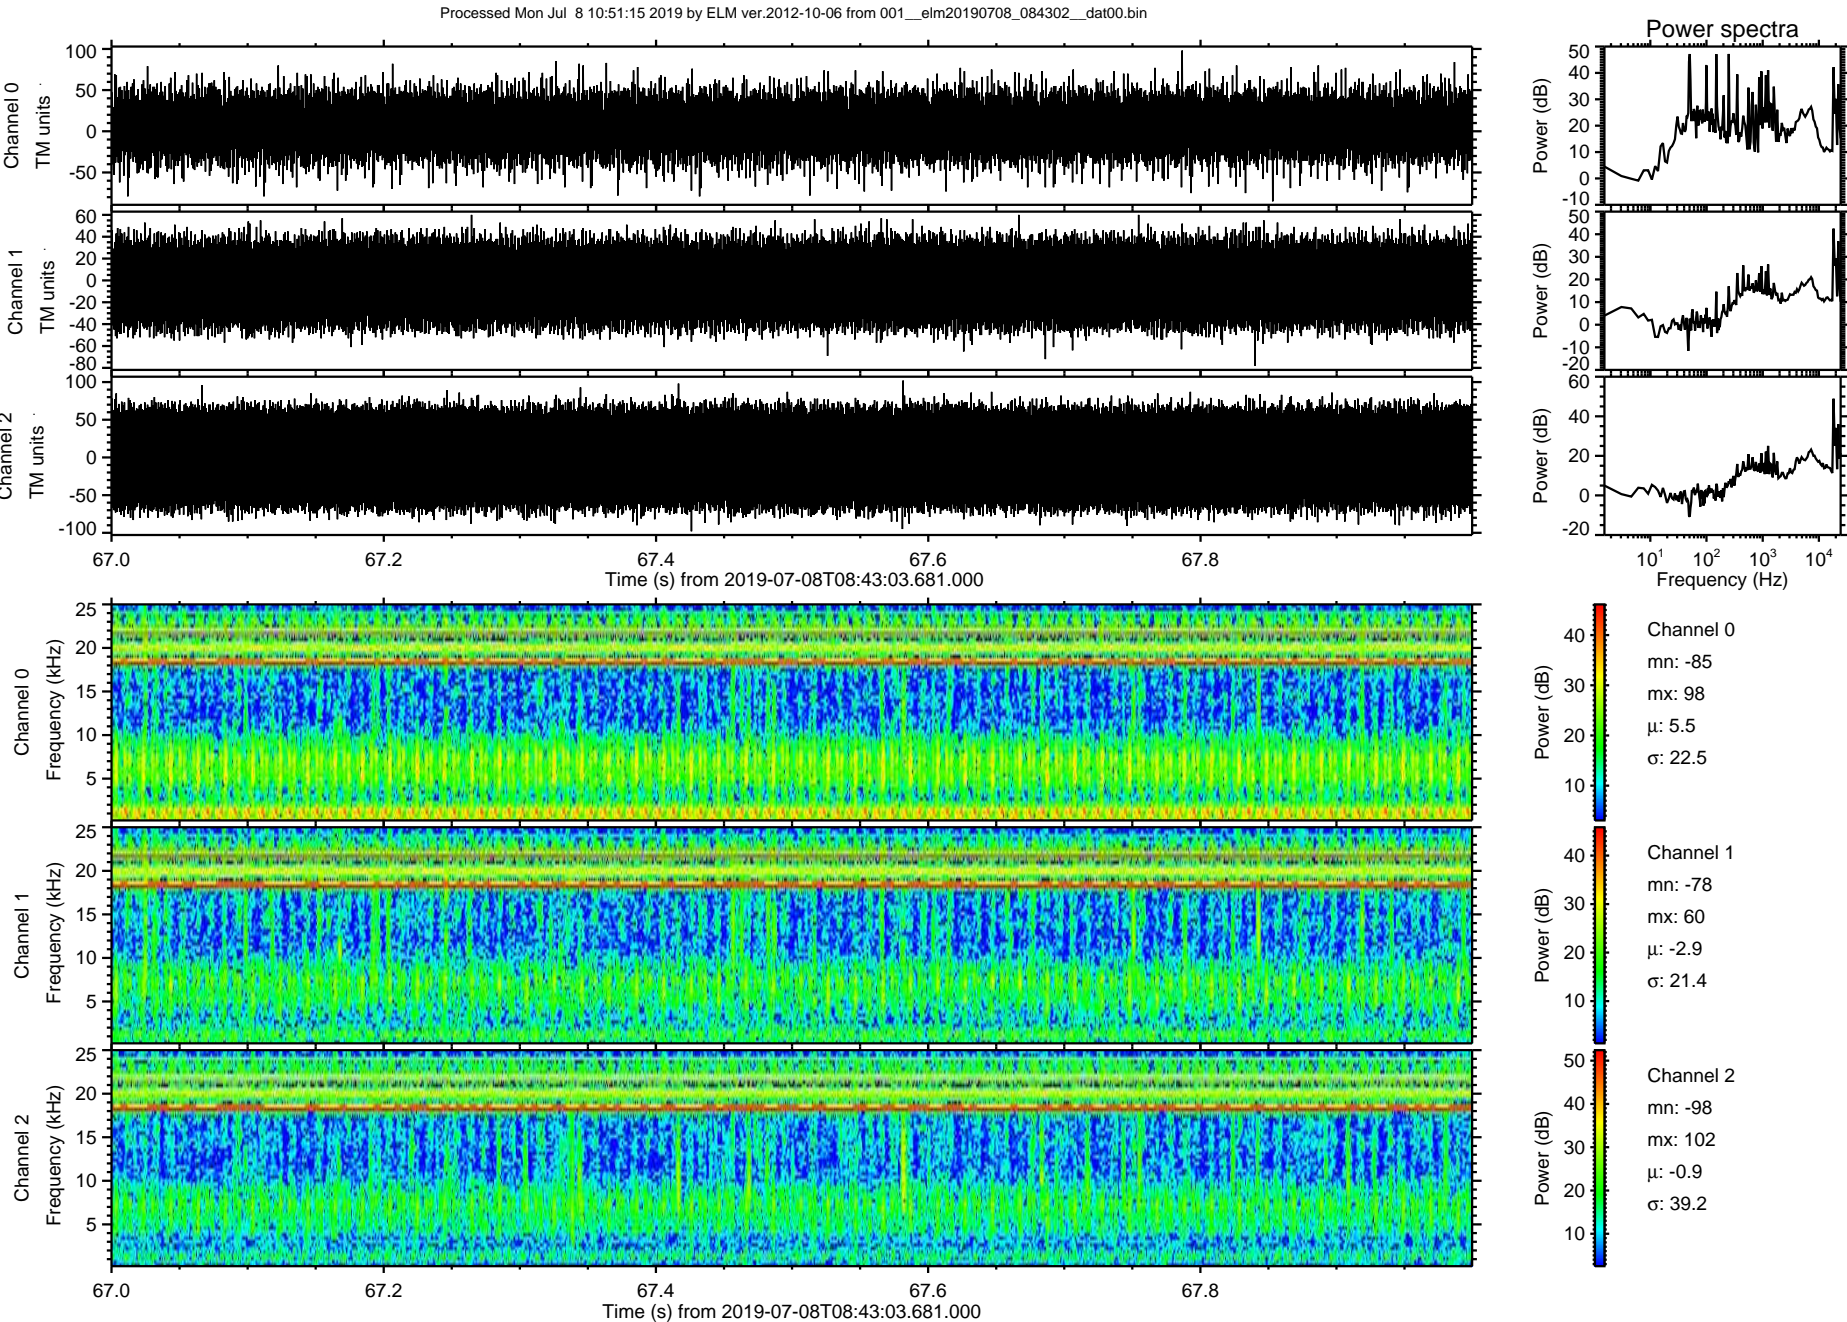 Processed Mon Jul 8 10:51:15 2019 by ELM ver.2012-10-06 from 001__elm20190708_084302__dat00.bin
Power spectra
Channel 0
TM units
100
50
0
-50
Power (dB)
50
40
30
20
10
0
-10
Channel 1
TM units
60
40
20
0
-20
-40
-60
-80
Power (dB)
50
40
30
20
10
0
-10
-20
Channel 2
TM units
100
50
0
-50
-100
Power (dB)
60
40
20
0
-20
67.0 67.2 67.4 67.6 67.8
Time (s) from 2019-07-08T08:43:03.681.000
10^1 10^2 10^3 10^4
Frequency (Hz)
Channel 0
Frequency (kHz)
25
20
15
10
5
Power (dB)
40
30
20
10
Channel 0
mn: -85
mx: 98
μ: 5.5
σ: 22.5
Channel 1
Frequency (kHz)
25
20
15
10
5
Power (dB)
40
30
20
10
Channel 1
mn: -78
mx: 60
μ: -2.9
σ: 21.4
Channel 2
Frequency (kHz)
25
20
15
10
5
Power (dB)
50
40
30
20
10
Channel 2
mn: -98
mx: 102
μ: -0.9
σ: 39.2
67.0 67.2 67.4 67.6 67.8
Time (s) from 2019-07-08T08:43:03.681.000